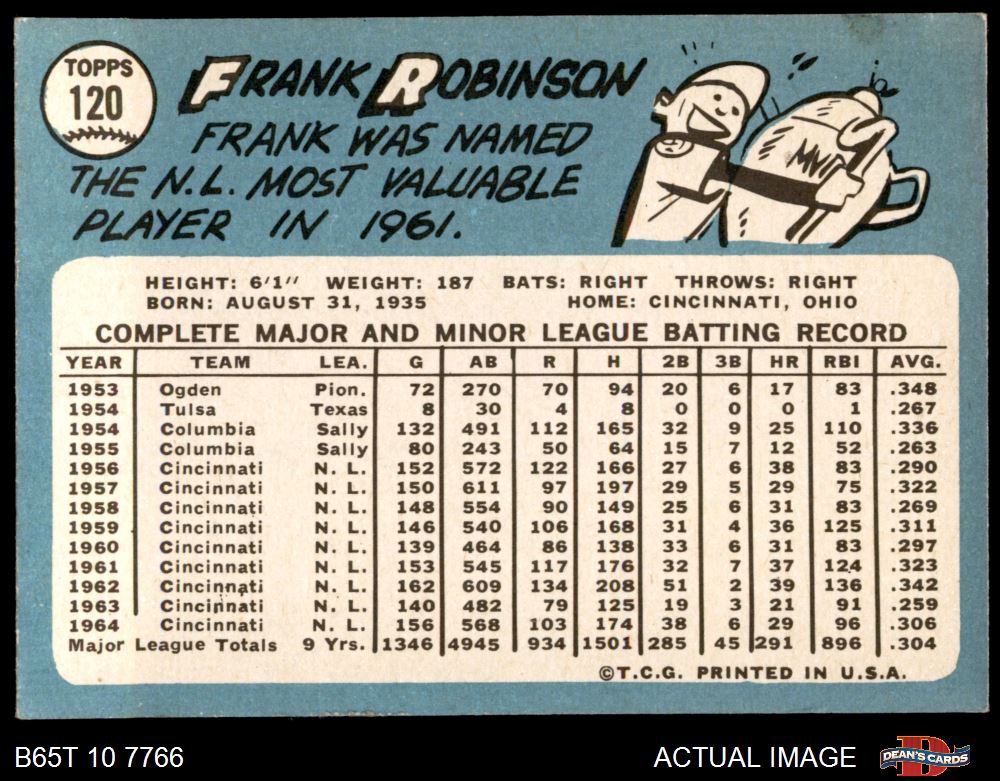 TOPPS
120
FRANK ROBINSON
FRANK WAS NAMED
THE N.L. MOST VALUABLE
PLAYER IN 1961.
MVP
HEIGHT: 6'1" WEIGHT: 187 BATS: RIGHT THROWS: RIGHT
BORN: AUGUST 31, 1935 HOME: CINCINNATI, OHIO
COMPLETE MAJOR AND MINOR LEAGUE BATTING RECORD
YEAR TEAM LEA. G AB R H 2B 3B HR RBI AVG.
1953 Ogden Pion. 72 270 70 94 20 6 17 83 .348
1954 Tulsa Texas 8 30 4 8 0 0 0 1 .267
1954 Columbia Sally 132 491 112 165 32 9 25 110 .336
1955 Columbia Sally 80 243 50 64 15 7 12 52 .263
1956 Cincinnati N. L. 152 572 122 166 27 6 38 83 .290
1957 Cincinnati N. L. 150 611 97 197 29 5 29 75 .322
1958 Cincinnati N. L. 148 554 90 149 25 6 31 83 .269
1959 Cincinnati N. L. 146 540 106 168 31 4 36 125 .311
1960 Cincinnati N. L. 139 464 86 138 33 6 31 83 .297
1961 Cincinnati N. L. 153 545 117 176 32 7 37 124 .323
1962 Cincinnati N. L. 162 609 134 208 51 2 39 136 .342
1963 Cincinnati N. L. 140 482 79 125 19 3 21 91 .259
1964 Cincinnati N. L. 156 568 103 174 38 6 29 96 .306
Major League Totals 9 Yrs. 1346 4945 934 1501 285 45 291 896 .304
©T.C.G. PRINTED IN U.S.A.
B65T 10 7766
ACTUAL IMAGE
DEAN'S CARDS